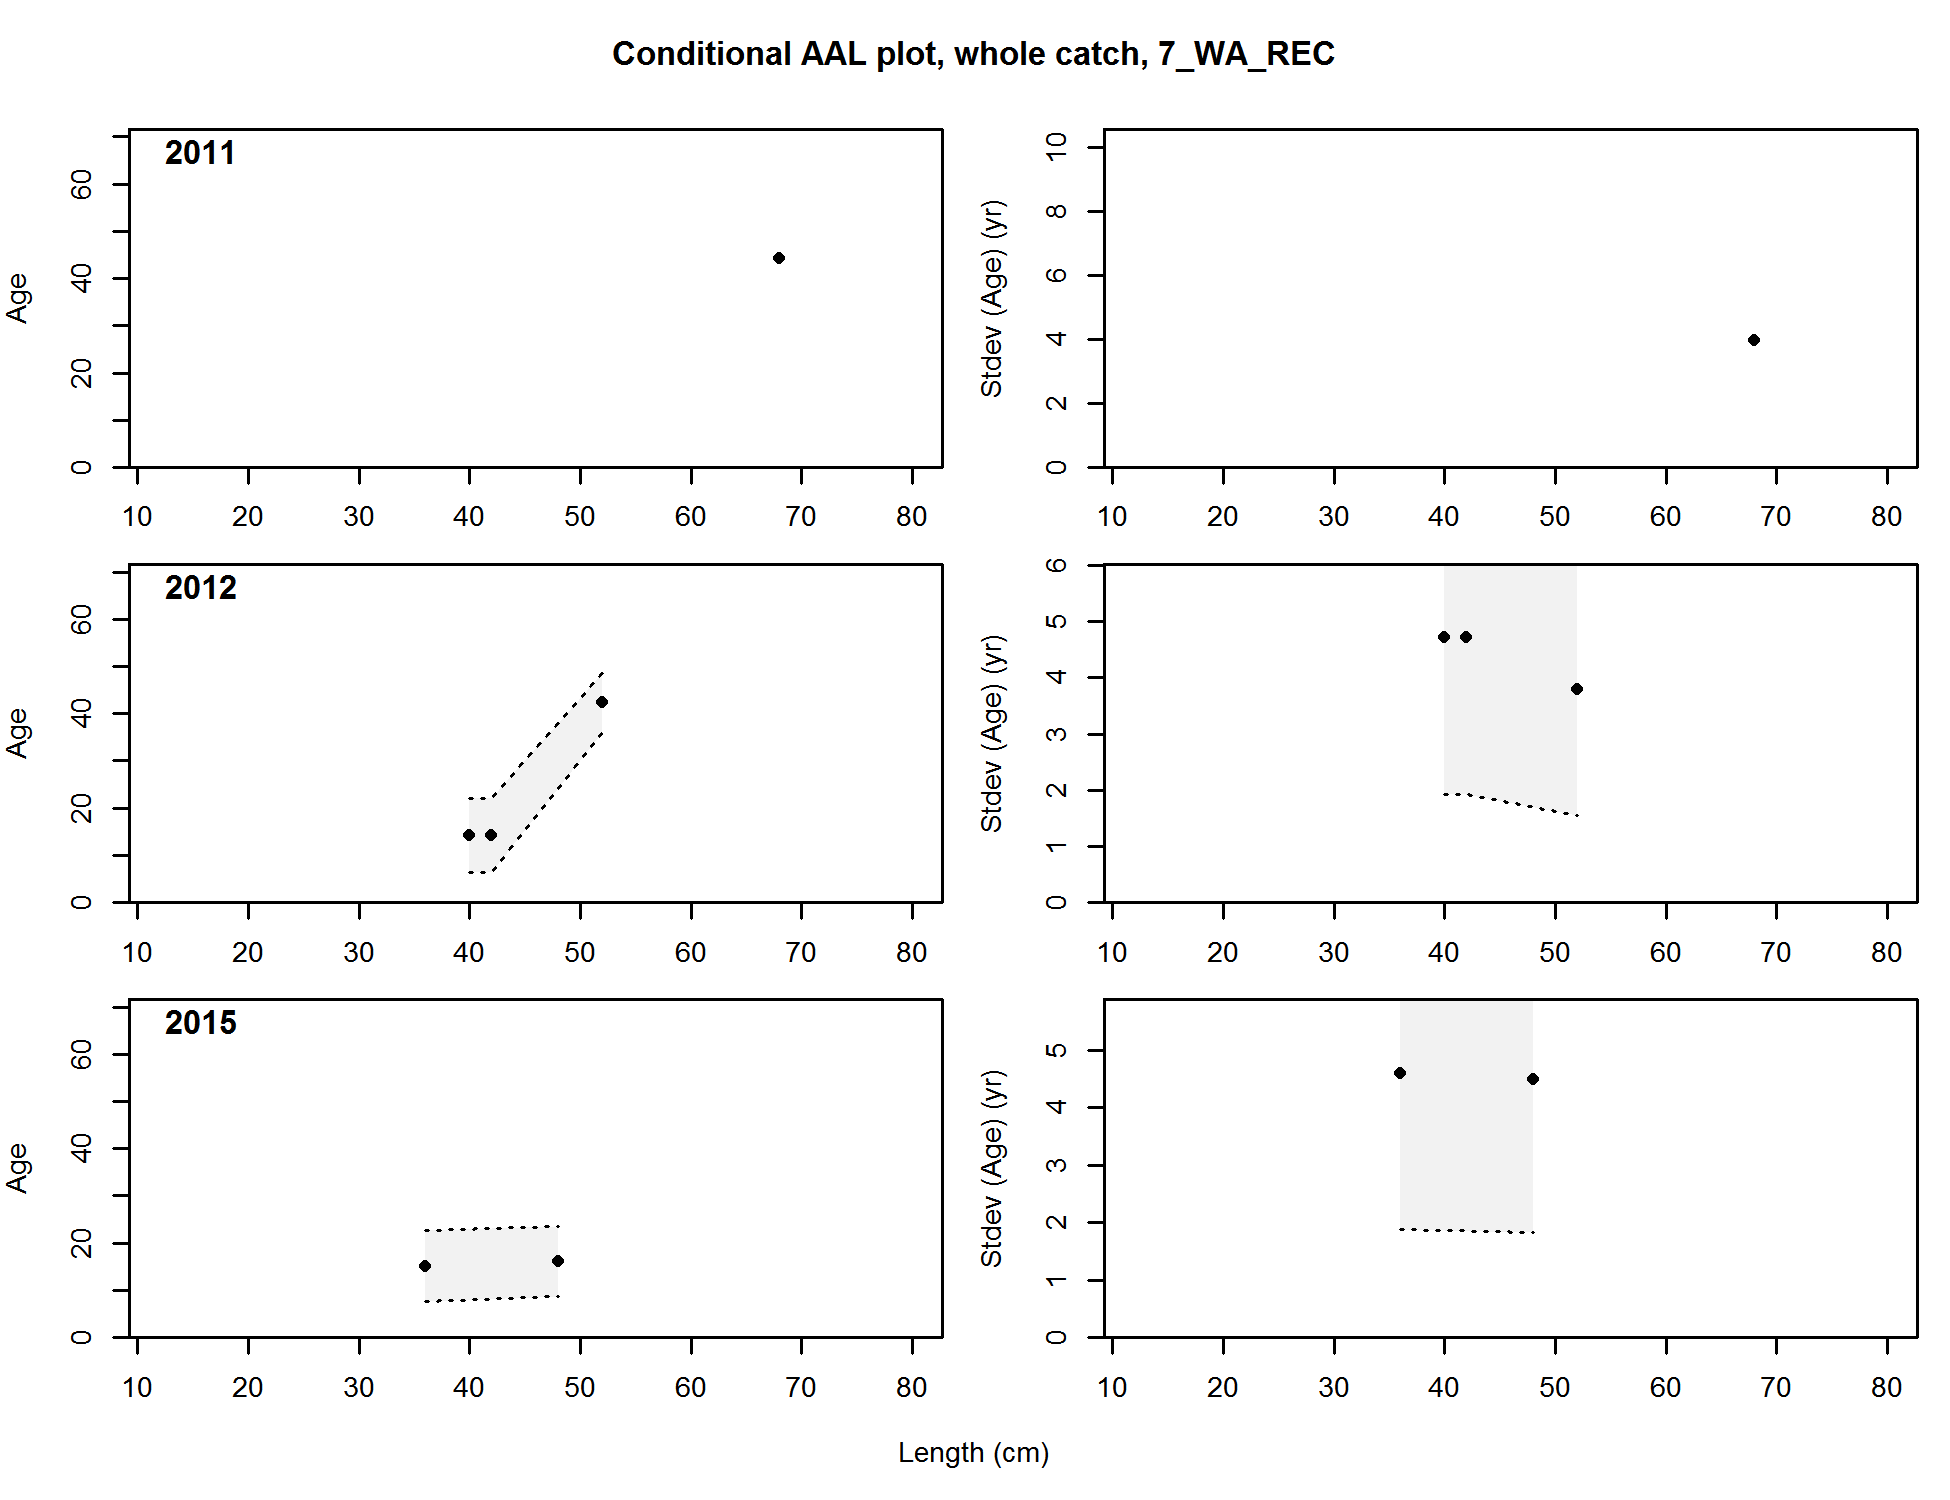 Conditional AAL plot, whole catch, 7_WA_REC
2011
Age
0 20 40 60
10 20 30 40 50 60 70 80
Stdev (Age) (yr)
0 2 4 6 8 10
10 20 30 40 50 60 70 80
2012
Age
0 20 40 60
10 20 30 40 50 60 70 80
Stdev (Age) (yr)
0 1 2 3 4 5 6
10 20 30 40 50 60 70 80
2015
Age
0 20 40 60
10 20 30 40 50 60 70 80
Stdev (Age) (yr)
0 1 2 3 4 5
10 20 30 40 50 60 70 80
Length (cm)